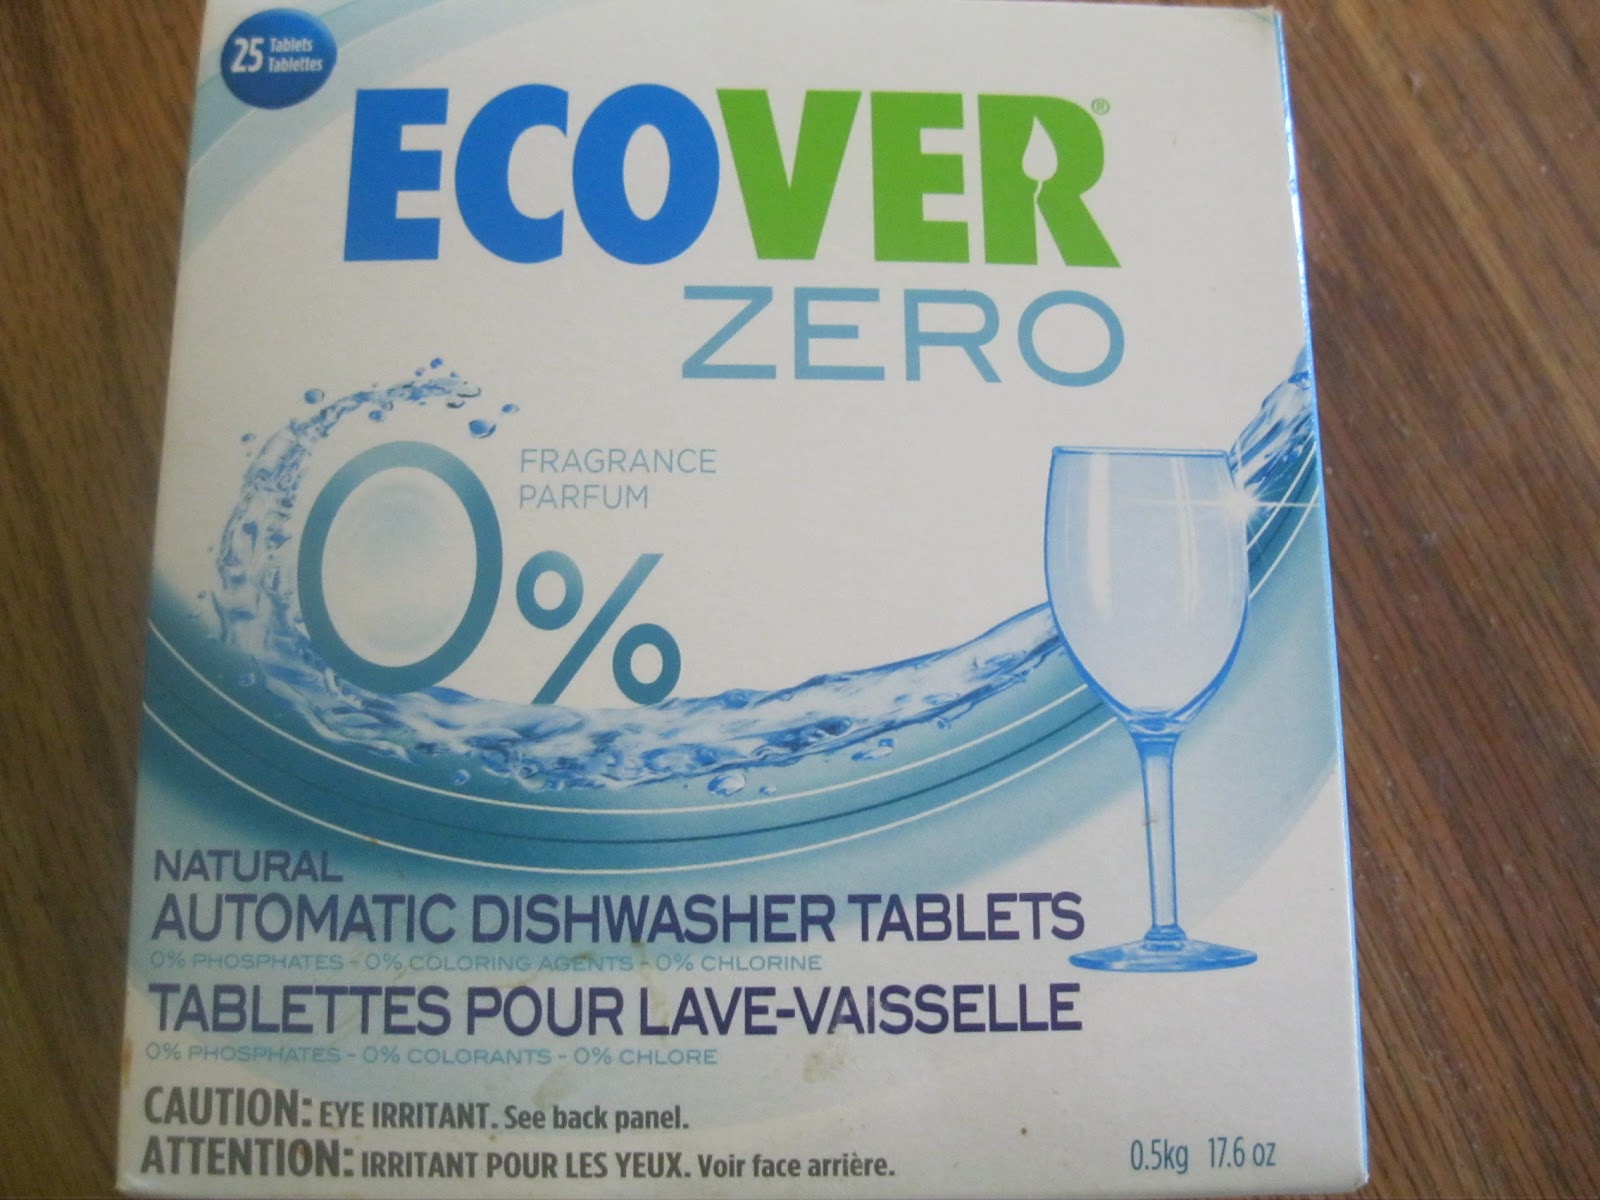 25 Tablets
Tablettes
ECOVER®
ZERO
0%
FRAGRANCE
PARFUM
NATURAL
AUTOMATIC DISHWASHER TABLETS
0% PHOSPHATES - 0% COLORING AGENTS - 0% CHLORINE
TABLETTES POUR LAVE-VAISSELLE
0% PHOSPHATES - 0% COLORANTS - 0% CHLORE
CAUTION: EYE IRRITANT. See back panel.
ATTENTION: IRRITANT POUR LES YEUX. Voir face arrière.
0.5kg 17.6 oz